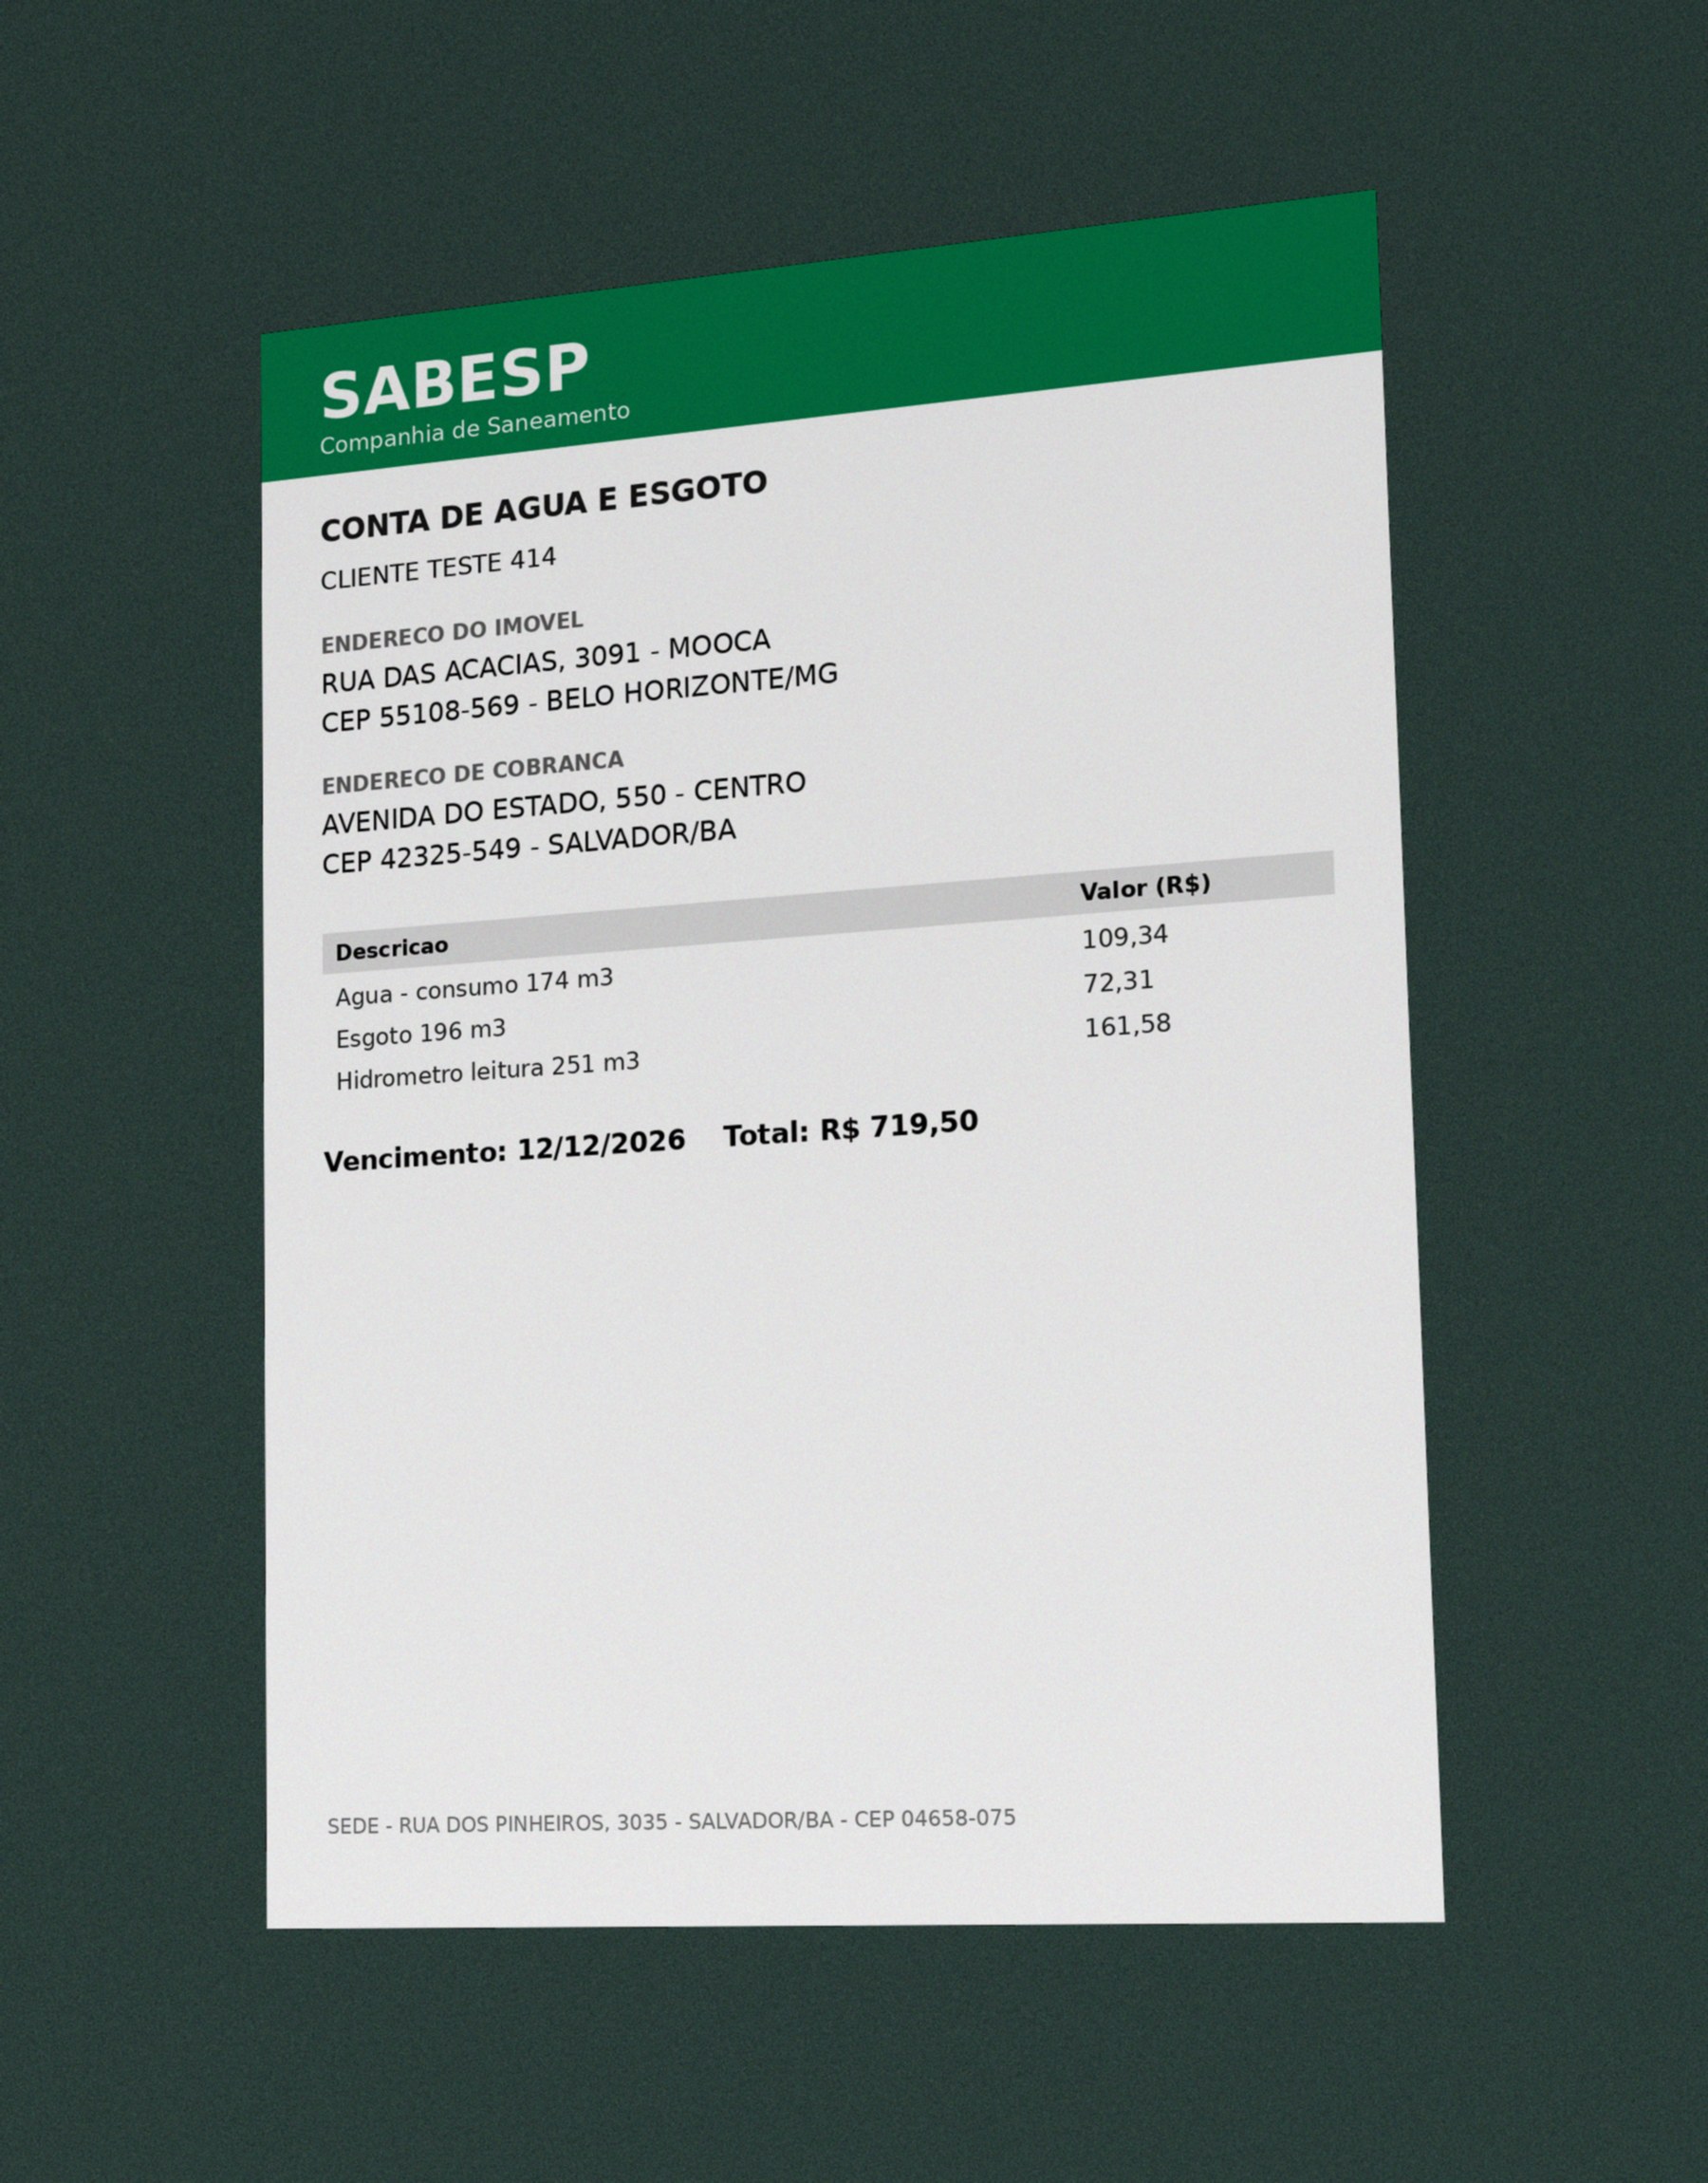 SABESP
Companhia de Saneamento
CONTA DE AGUA E ESGOTO
CLIENTE TESTE 414
ENDERECO DO IMOVEL
RUA DAS ACACIAS, 3091 - MOOCA
CEP 55108-569 - BELO HORIZONTE/MG
ENDERECO DE COBRANCA
AVENIDA DO ESTADO, 550 - CENTRO
CEP 42325-549 - SALVADOR/BA
Descricao Valor (R$)
Agua - consumo 174 m3 109,34
Esgoto 196 m3 72,31
Hidrometro leitura 251 m3 161,58
Vencimento: 12/12/2026 Total: R$ 719,50
SEDE - RUA DOS PINHEIROS, 3035 - SALVADOR/BA - CEP 04658-075